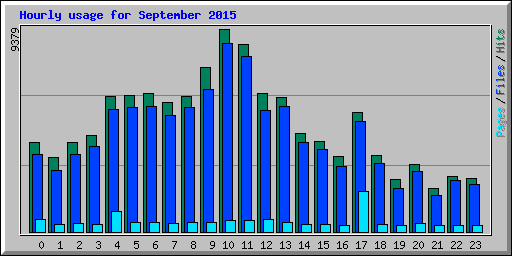 Hourly usage for September 2015
9379
Pages / Files / Hits
0 1 2 3 4 5 6 7 8 9 10 11 12 13 14 15 16 17 18 19 20 21 22 23